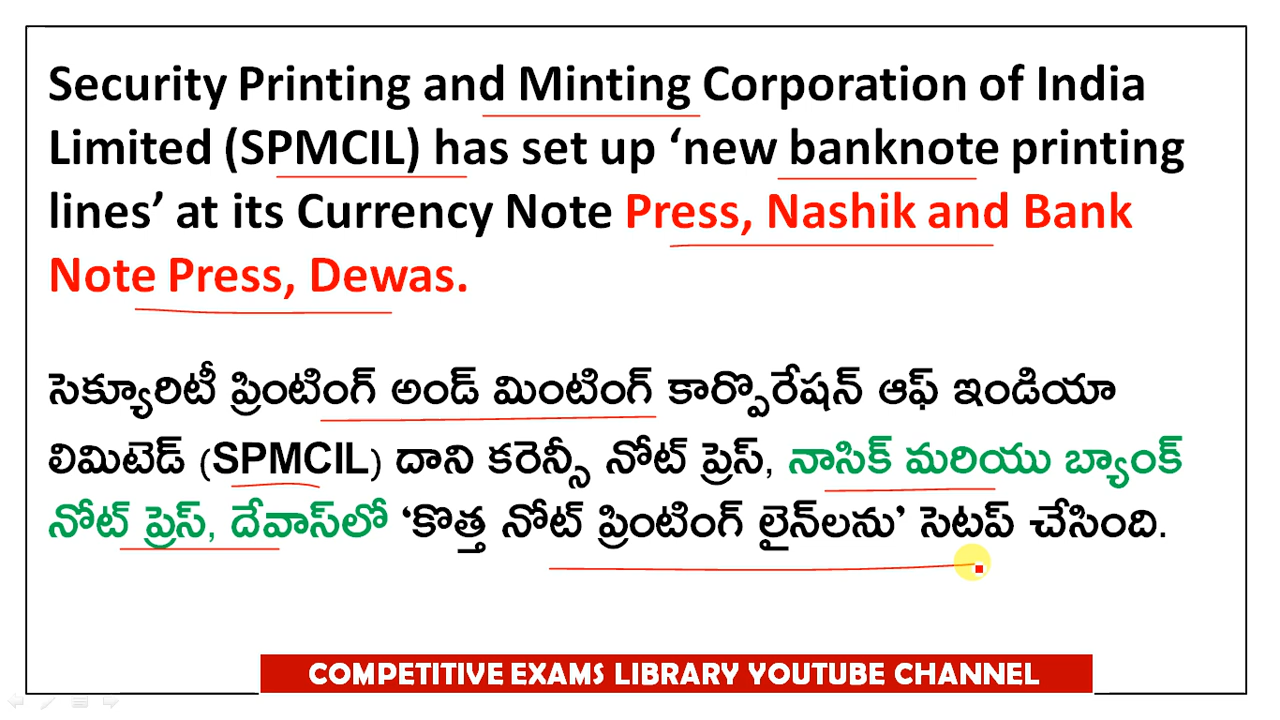 Security Printing and Minting Corporation of India
Limited (SPMCIL) has set up ‘new banknote printing
lines’ at its Currency Note Press, Nashik and Bank
Note Press, Dewas.
సెక్యూరిటీ ప్రింటింగ్ అండ్ మింటింగ్ కార్పొరేషన్ ఆఫ్ ఇండియా
లిమిటెడ్ (SPMCIL) దాని కరెన్సీ నోట్ ప్రెస్, నాసిక్ మరియు బ్యాంక్
నోట్ ప్రెస్, దేవాస్‌లో ‘కొత్త నోట్ ప్రింటింగ్ లైన్‌లను’ సెటప్ చేసింది.
COMPETITIVE EXAMS LIBRARY YOUTUBE CHANNEL